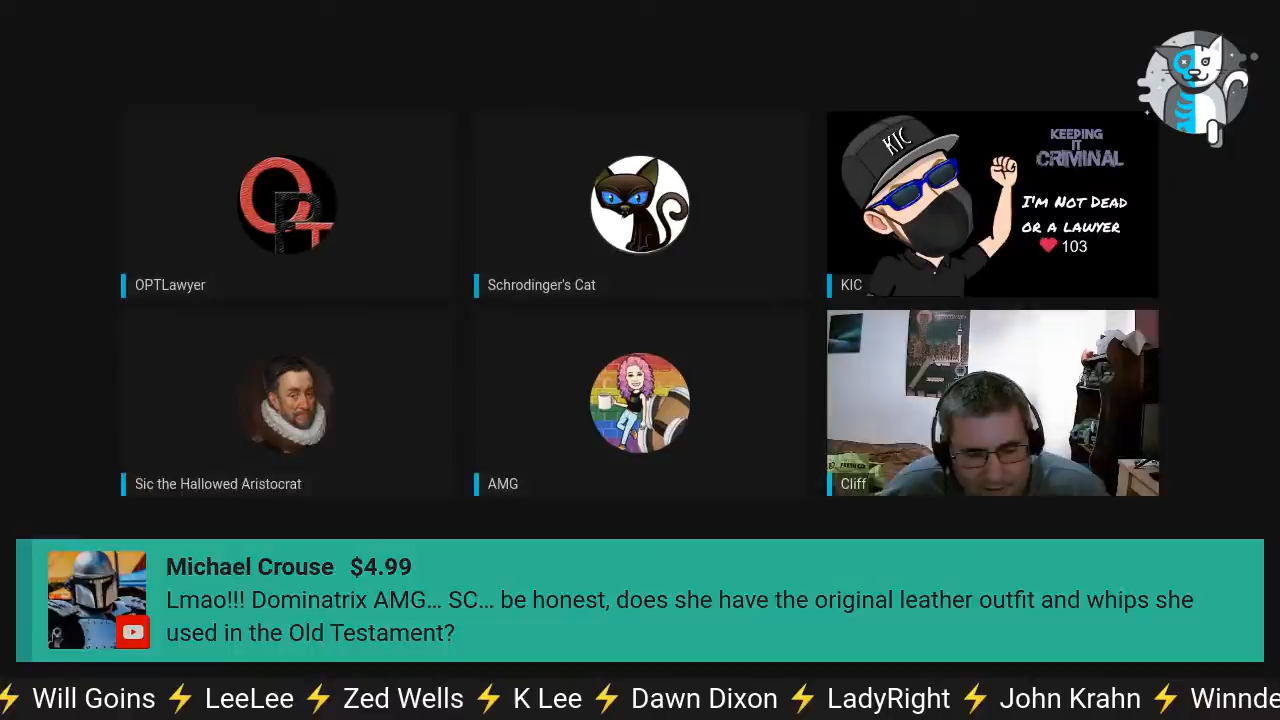 KIC
KEEPING
IT
CRIMINAL
I'M NOT DEAD
OR A LAWYER
❤ 103
OPT
OPTLawyer
Schrodinger's Cat
KIC
Sic the Hallowed Aristocrat
AMG
Cliff
Michael Crouse $4.99
Lmao!!! Dominatrix AMG... SC... be honest, does she have the original leather outfit and whips she
used in the Old Testament?
⚡ Will Goins ⚡ LeeLee ⚡ Zed Wells ⚡ K Lee ⚡ Dawn Dixon ⚡ LadyRight ⚡ John Krahn ⚡ Winnde